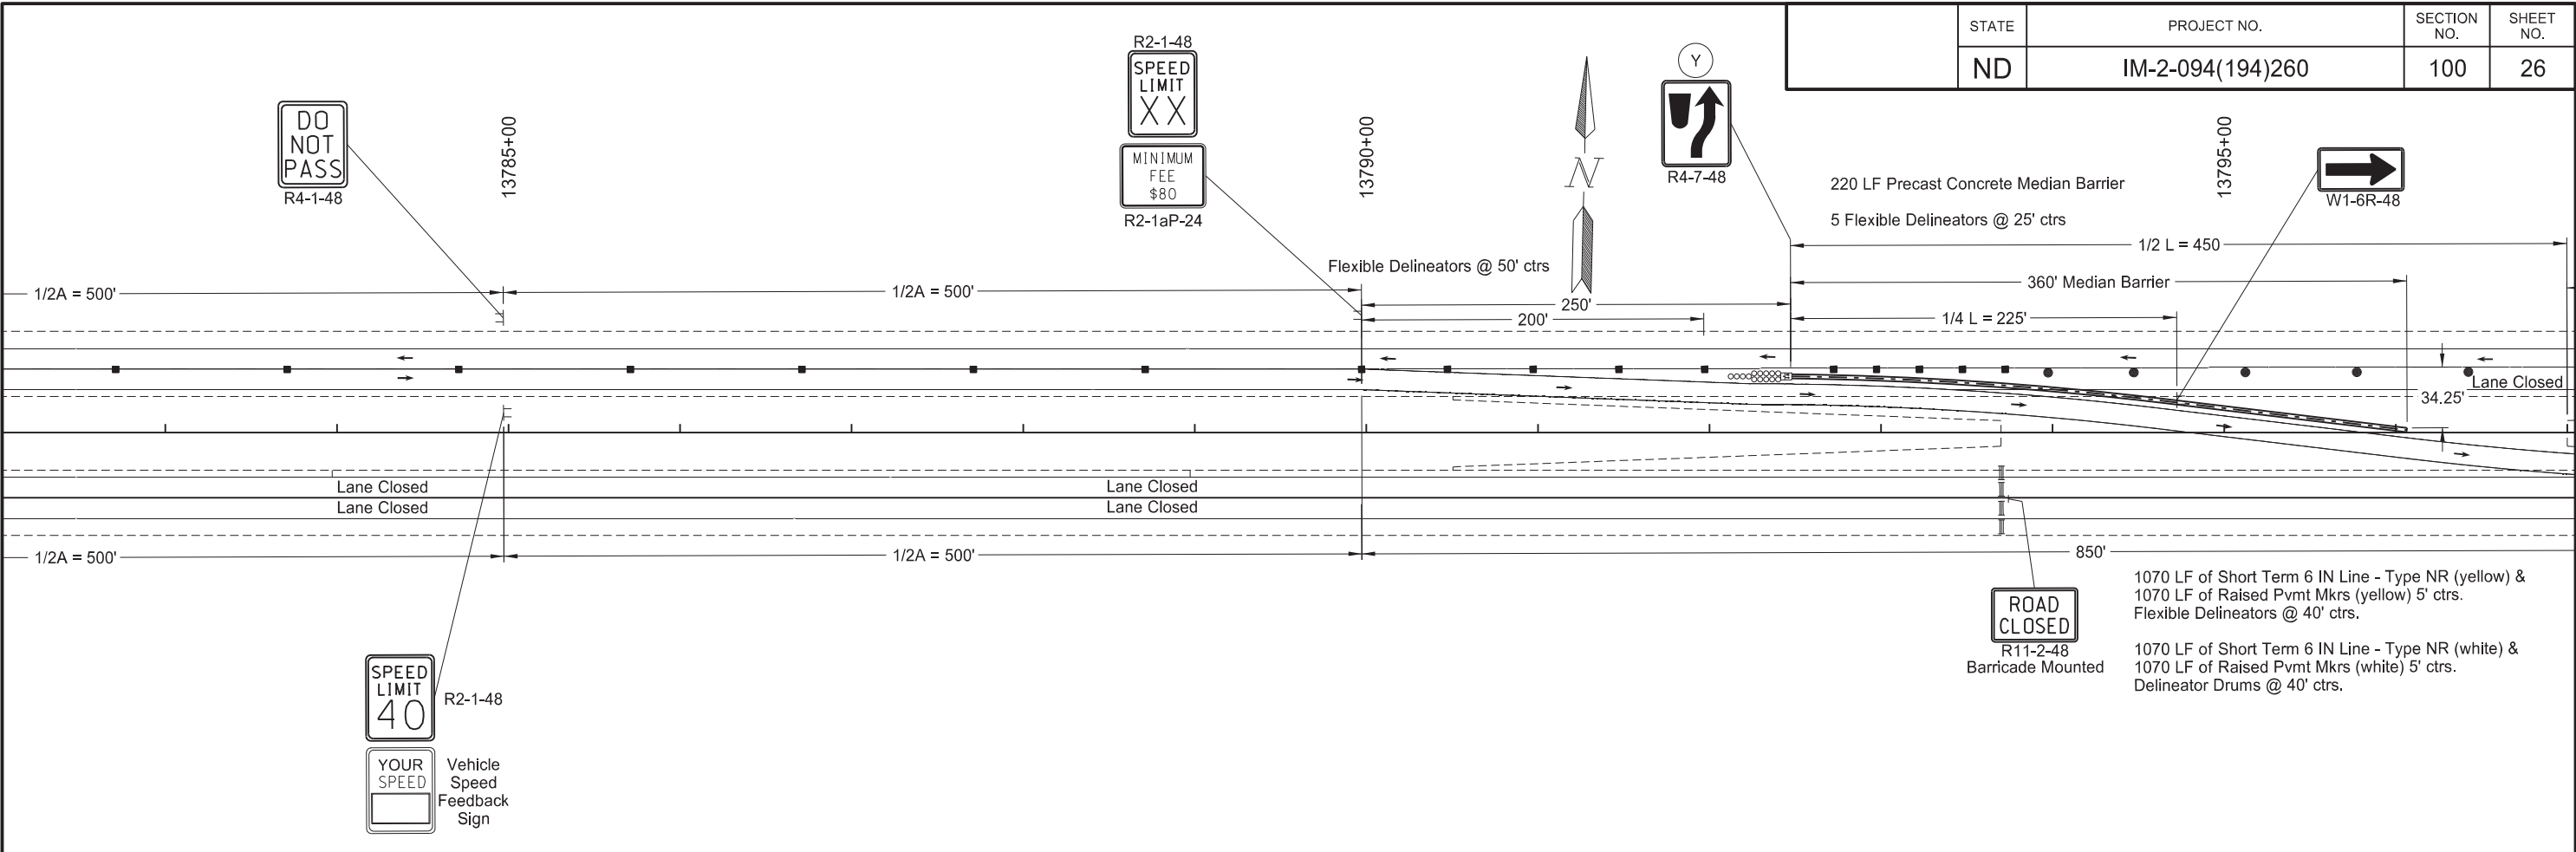 STATE
PROJECT NO.
SECTION
NO.
SHEET
NO.
ND
IM-2-094(194)260
100
26
DO
NOT
PASS
R4-1-48
13785+00
R2-1-48
SPEED
LIMIT
XX
MINIMUM
FEE
$80
R2-1aP-24
13790+00
N
Y
R4-7-48
220 LF Precast Concrete Median Barrier
5 Flexible Delineators @ 25' ctrs
13795+00
W1-6R-48
1/2 L = 450
Flexible Delineators @ 50' ctrs
360' Median Barrier
1/2A = 500'
1/2A = 500'
250'
200'
1/4 L = 225'
Lane Closed
34.25'
Lane Closed
Lane Closed
Lane Closed
Lane Closed
1/2A = 500'
1/2A = 500'
850'
1070 LF of Short Term 6 IN Line - Type NR (yellow) &
1070 LF of Raised Pvmt Mkrs (yellow) 5' ctrs.
Flexible Delineators @ 40' ctrs.
ROAD
CLOSED
R11-2-48
Barricade Mounted
1070 LF of Short Term 6 IN Line - Type NR (white) &
1070 LF of Raised Pvmt Mkrs (white) 5' ctrs.
Delineator Drums @ 40' ctrs.
SPEED
LIMIT
40
R2-1-48
YOUR
SPEED
Vehicle
Speed
Feedback
Sign